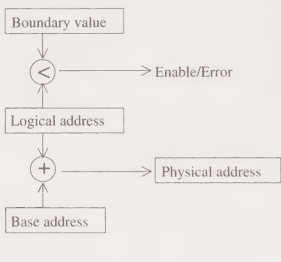 Boundary value
<
Enable/Error
Logical address
+
Physical address
Base address